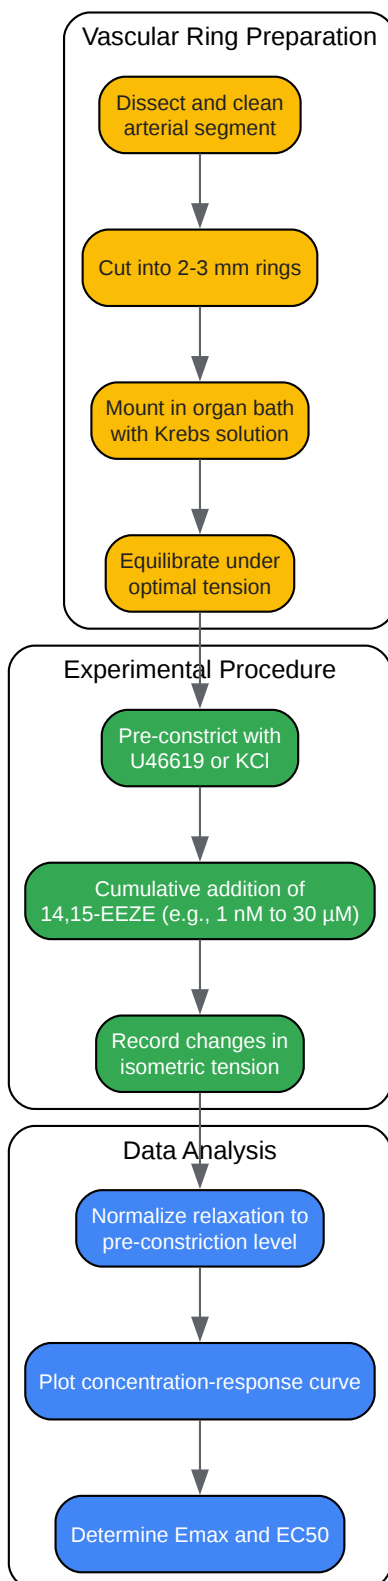 Vascular Ring Preparation
Dissect and clean
arterial segment
Cut into 2-3 mm rings
Mount in organ bath
with Krebs solution
Equilibrate under
optimal tension
Experimental Procedure
Pre-constrict with
U46619 or KCl
Cumulative addition of
14,15-EEZE (e.g., 1 nM to 30 µM)
Record changes in
isometric tension
Data Analysis
Normalize relaxation to
pre-constriction level
Plot concentration-response curve
Determine Emax and EC50